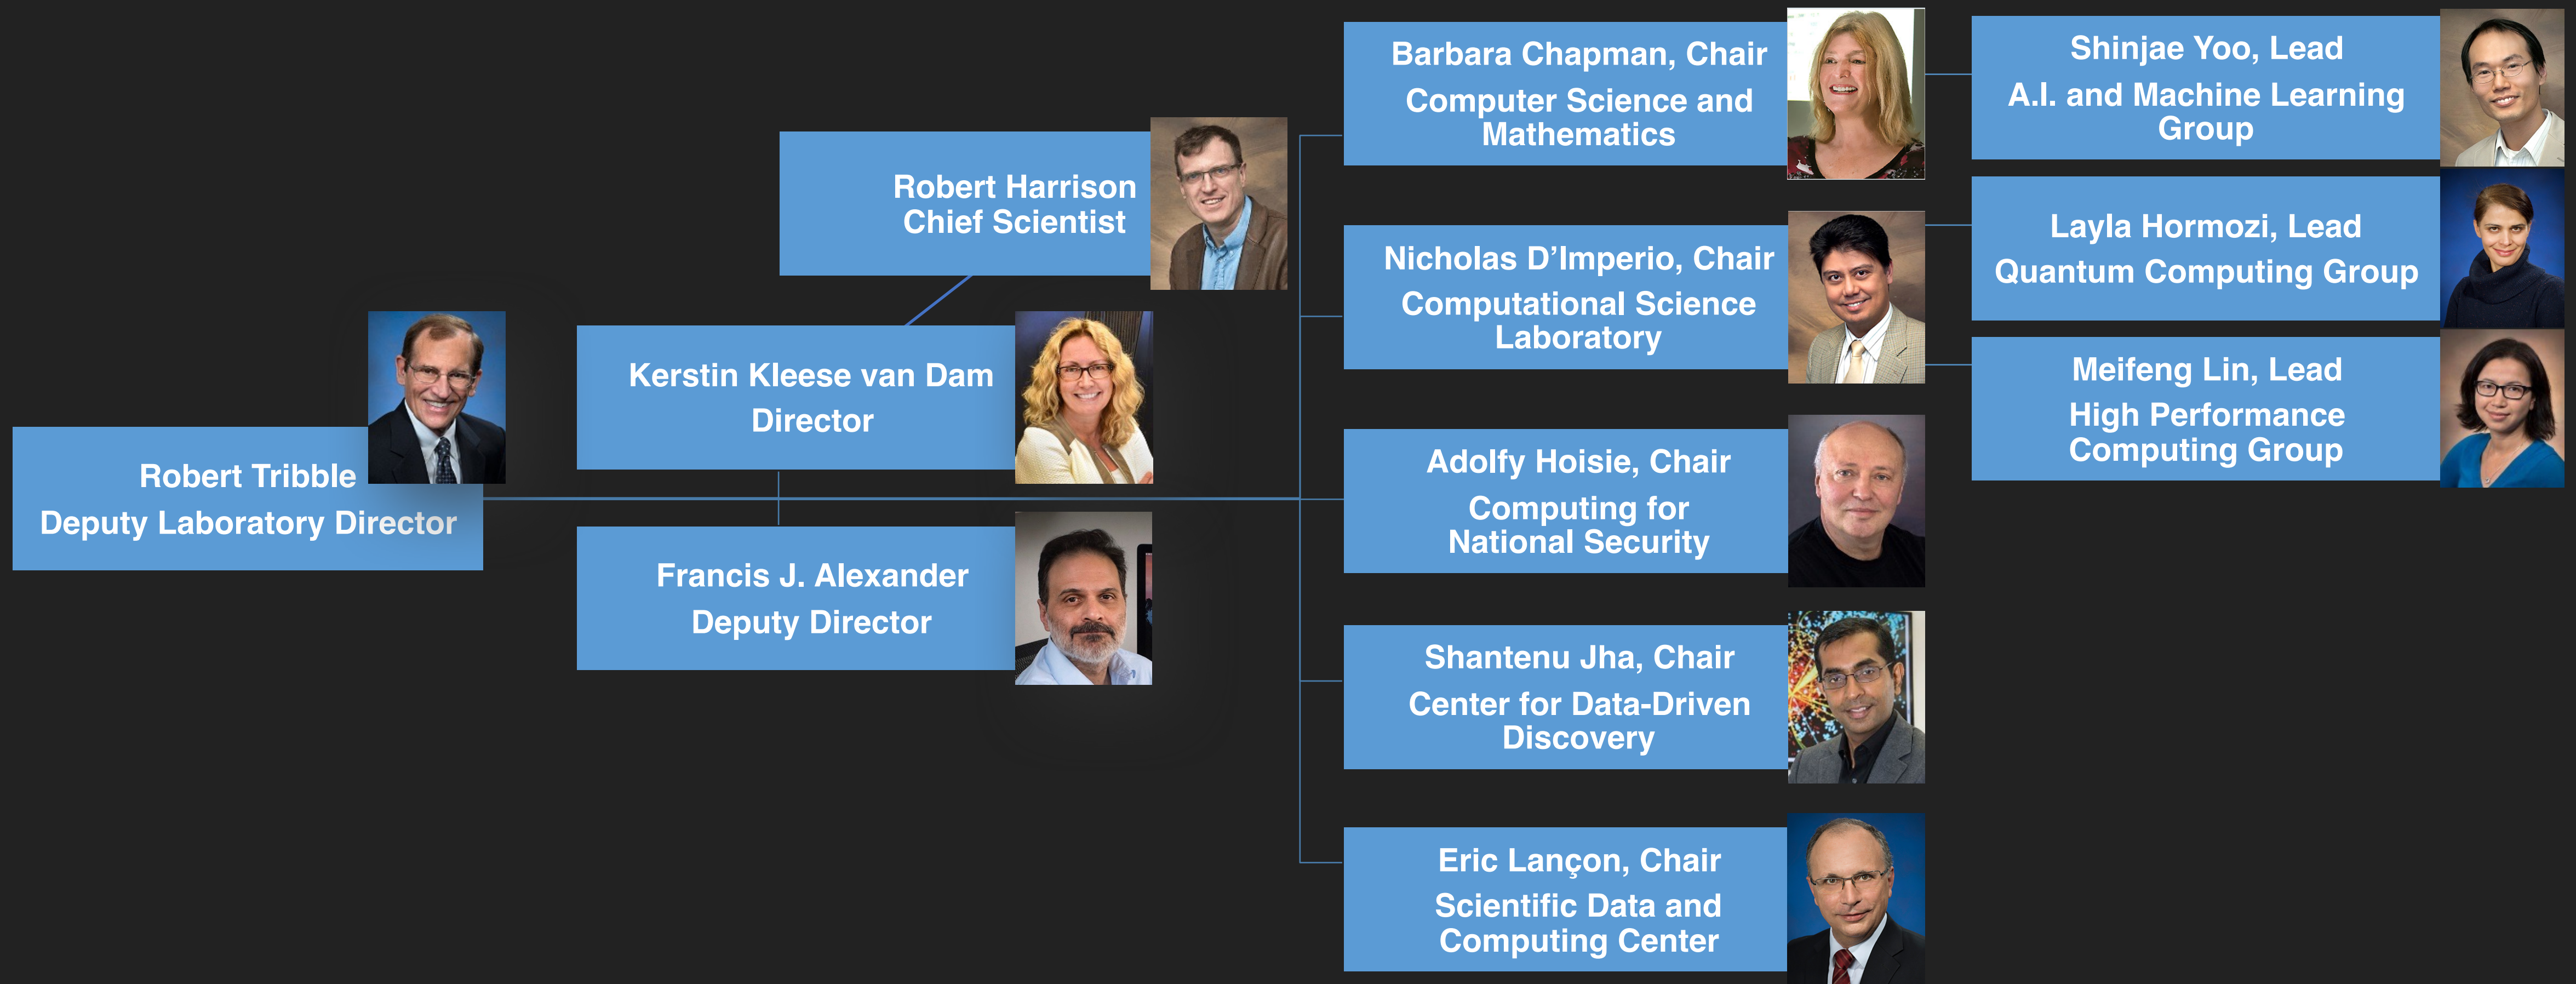 Robert Tribble
Deputy Laboratory Director
Robert Harrison
Chief Scientist
Kerstin Kleese van Dam
Director
Francis J. Alexander
Deputy Director
Barbara Chapman, Chair
Computer Science and
Mathematics
Nicholas D’Imperio, Chair
Computational Science
Laboratory
Adolfy Hoisie, Chair
Computing for
National Security
Shantenu Jha, Chair
Center for Data-Driven
Discovery
Eric Lançon, Chair
Scientific Data and
Computing Center
Shinjae Yoo, Lead
A.I. and Machine Learning
Group
Layla Hormozi, Lead
Quantum Computing Group
Meifeng Lin, Lead
High Performance
Computing Group